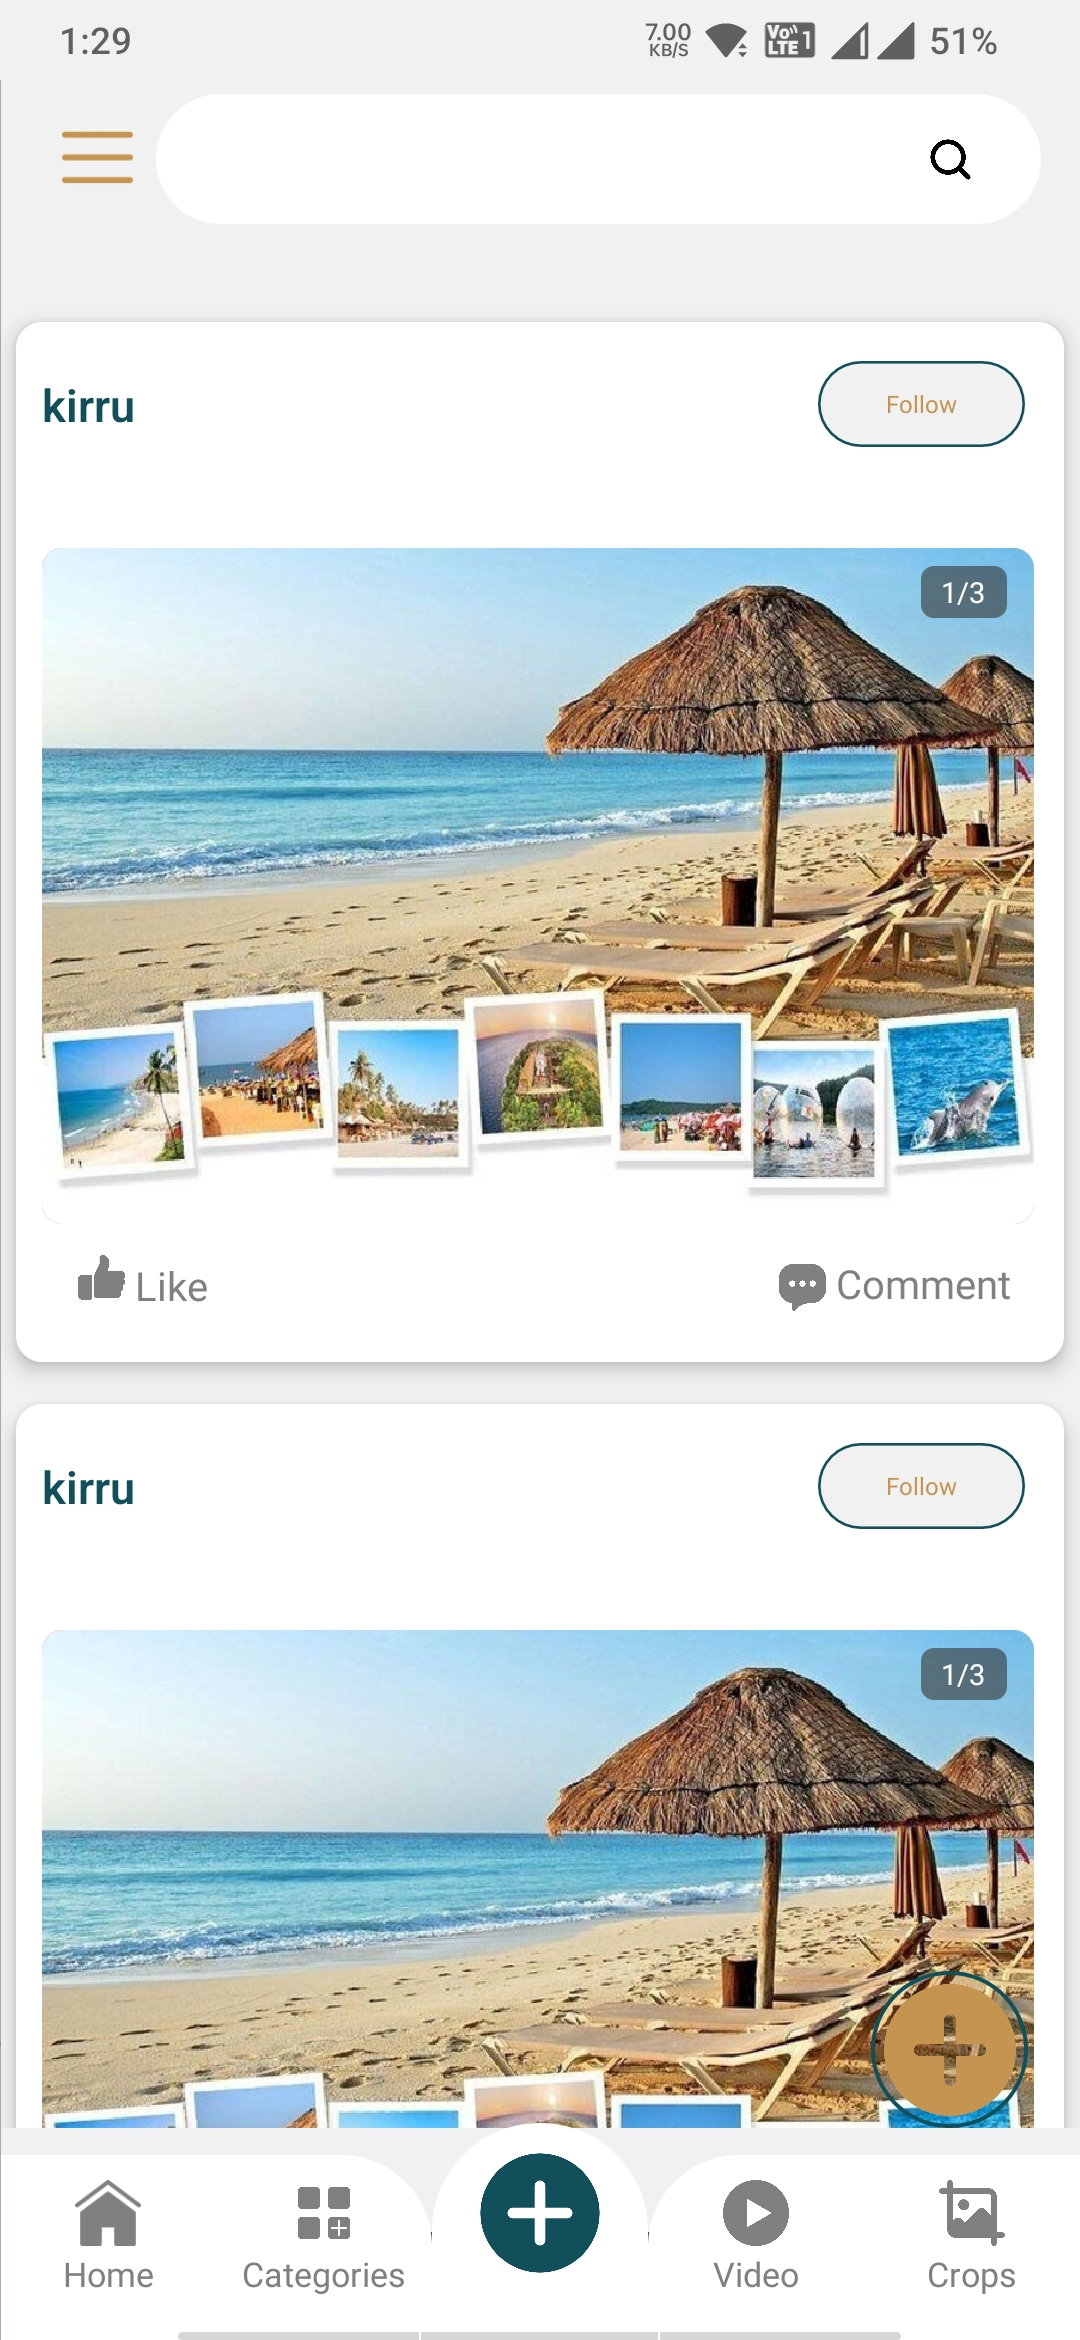 1:29
7.00
KB/S
Vo)) 1
LTE
51%
kirru
Follow
1/3
Like
Comment
kirru
Follow
1/3
Home
Categories
Video
Crops